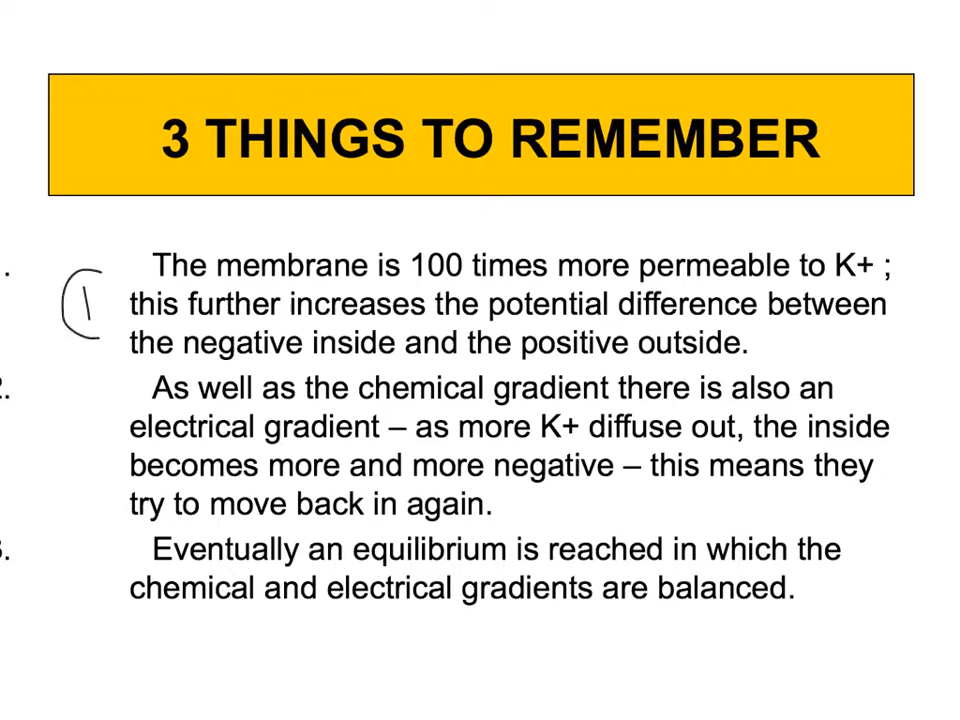 3 THINGS TO REMEMBER
. The membrane is 100 times more permeable to K+ ;
1
this further increases the potential difference between
the negative inside and the positive outside.
2. As well as the chemical gradient there is also an
electrical gradient – as more K+ diffuse out, the inside
becomes more and more negative – this means they
try to move back in again.
3. Eventually an equilibrium is reached in which the
chemical and electrical gradients are balanced.